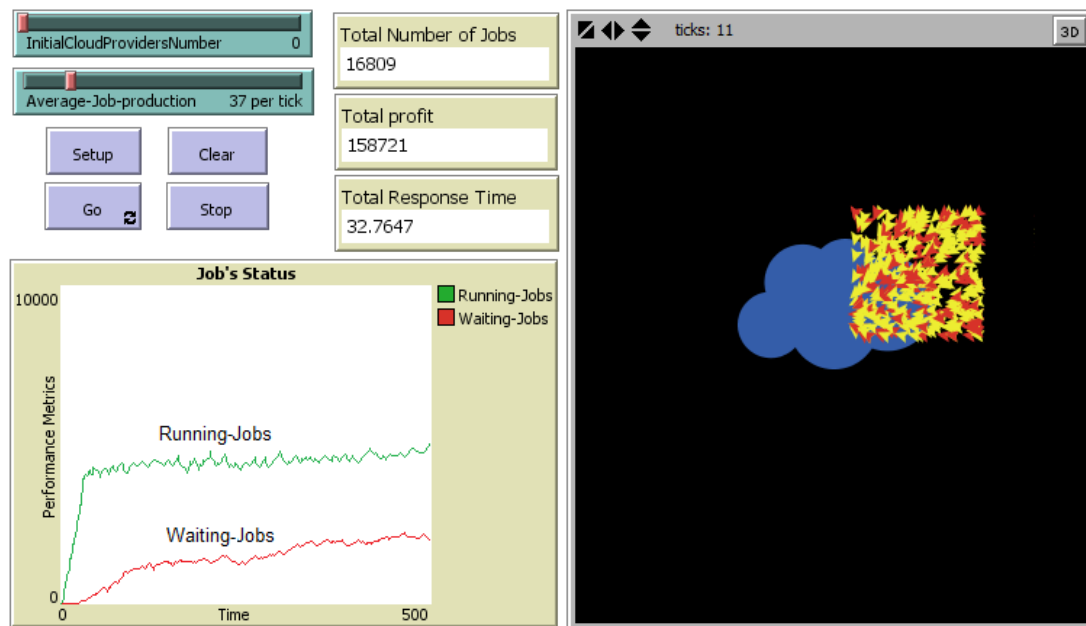 InitialCloudProvidersNumber 0
Average-Job-production 37 per tick
Setup
Clear
Go
Stop
Total Number of Jobs
16809
Total profit
158721
Total Response Time
32.7647
Job's Status
10000
Performance Metrics
0
0
Time
500
Running-Jobs
Waiting-Jobs
Running-Jobs
Waiting-Jobs
ticks: 11
3D